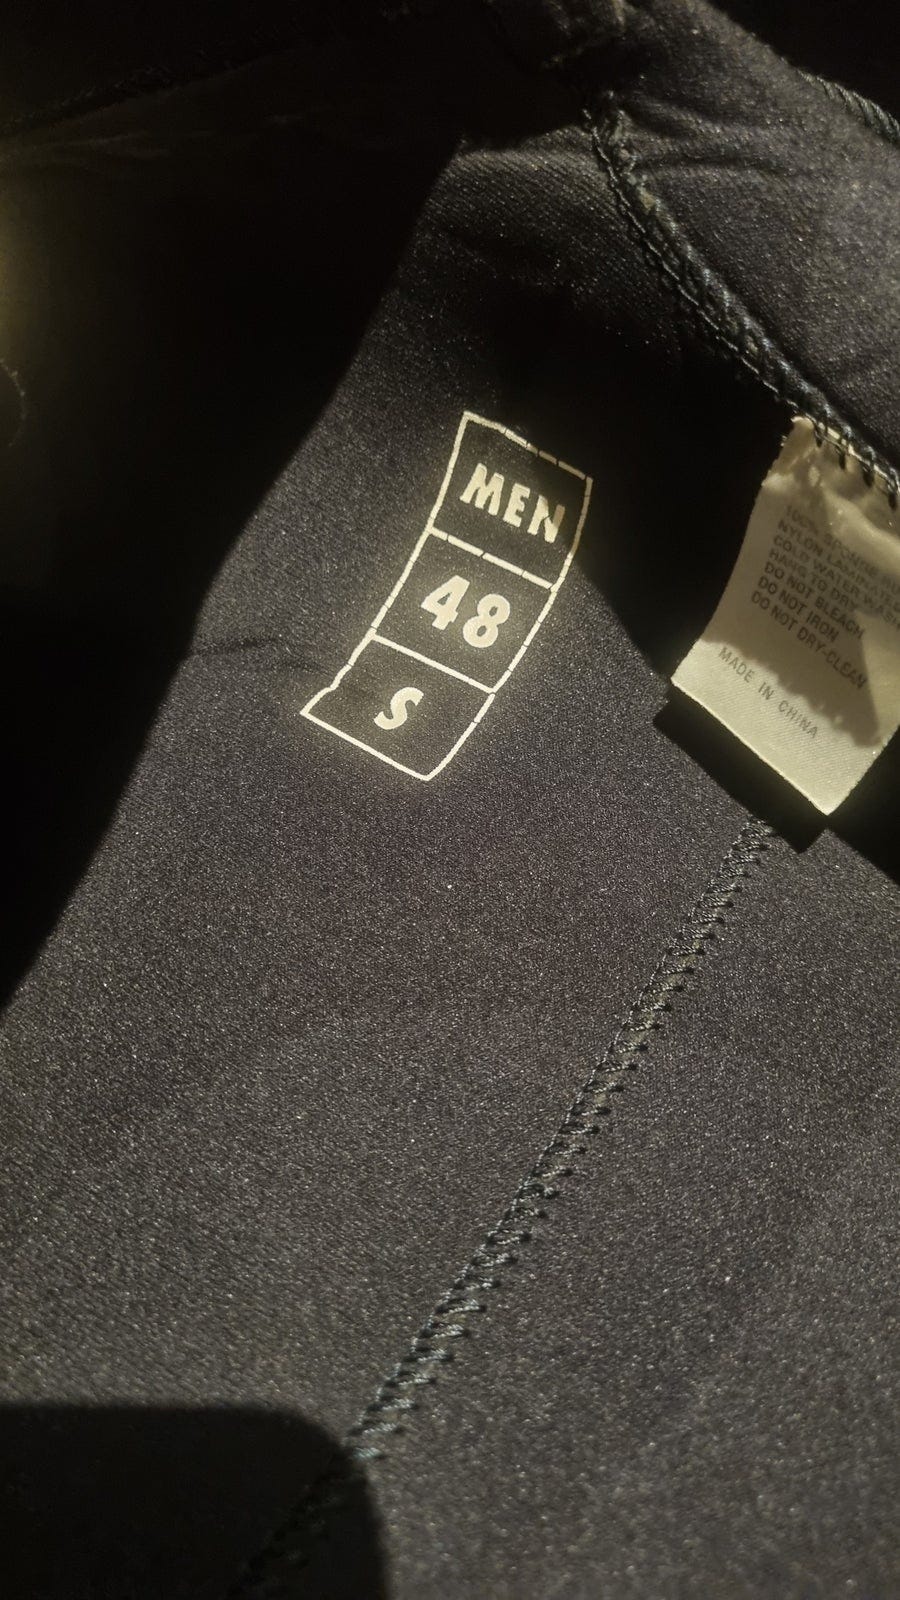 MEN
48
S
100%
NYLON
COLD WATER WASH
HANG TO DRY
DO NOT BLEACH
DO NOT IRON
DO NOT DRY-CLEAN
MADE IN CHINA